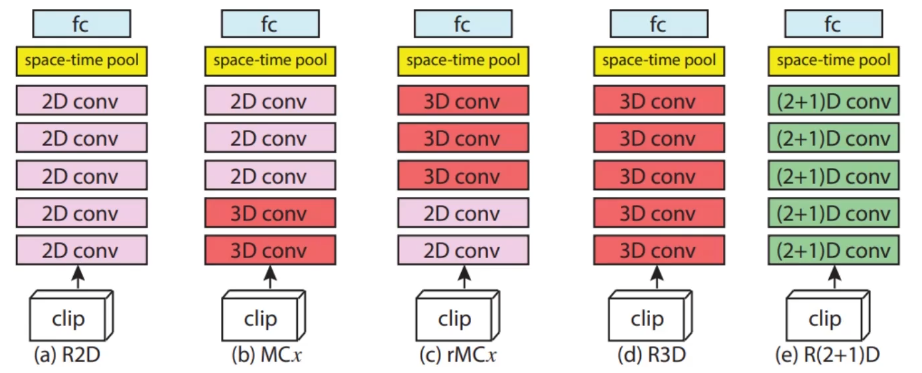 fc fc fc fc fc
space-time pool space-time pool space-time pool space-time pool space-time pool
2D conv 2D conv 3D conv 3D conv (2+1)D conv
2D conv 2D conv 3D conv 3D conv (2+1)D conv
2D conv 2D conv 3D conv 3D conv (2+1)D conv
2D conv 3D conv 2D conv 3D conv (2+1)D conv
2D conv 3D conv 2D conv 3D conv (2+1)D conv
clip clip clip clip clip
(a) R2D (b) MCx (c) rMCx (d) R3D (e) R(2+1)D